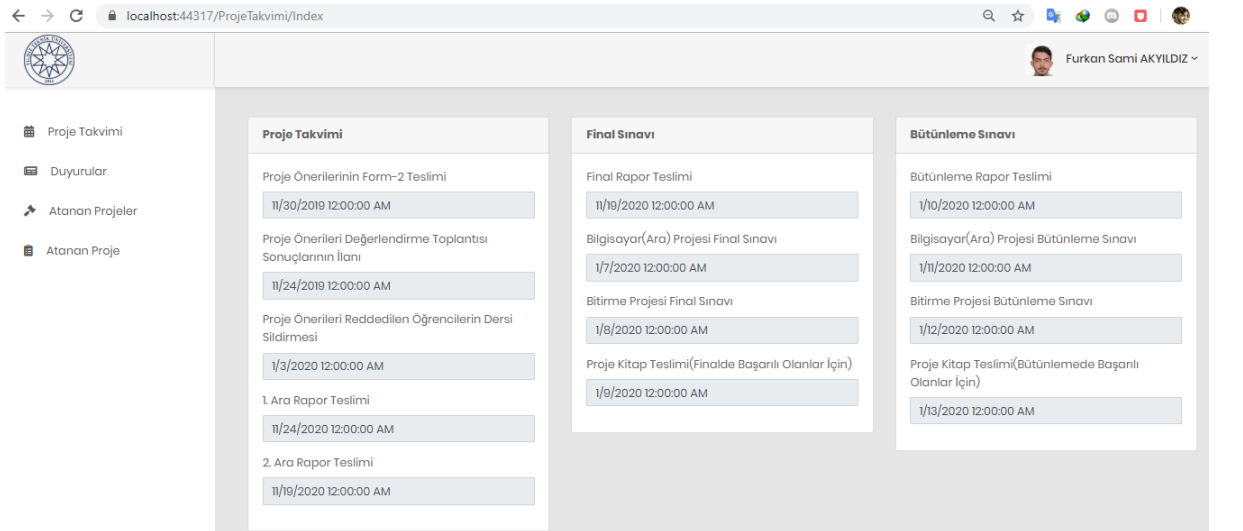 localhost:44317/ProjeTakvimi/Index
Furkan Sami AKYILDIZ
Proje Takvimi
Duyurular
Atanan Projeler
Atanan Proje
Proje Takvimi
Proje Önerilerinin Form-2 Teslimi
11/30/2019 12:00:00 AM
Proje Önerileri Değerlendirme Toplantısı
Sonuçlarının İlanı
11/24/2019 12:00:00 AM
Proje Önerileri Reddedilen Öğrencilerin Dersi
Sildirmesi
1/3/2020 12:00:00 AM
1. Ara Rapor Teslimi
11/24/2020 12:00:00 AM
2. Ara Rapor Teslimi
11/19/2020 12:00:00 AM
Final Sınavı
Final Rapor Teslimi
11/19/2020 12:00:00 AM
Bilgisayar(Ara) Projesi Final Sınavı
1/7/2020 12:00:00 AM
Bitirme Projesi Final Sınavı
1/8/2020 12:00:00 AM
Proje Kitap Teslimi(Finalde Başarılı Olanlar İçin)
1/9/2020 12:00:00 AM
Bütünleme Sınavı
Bütünleme Rapor Teslimi
1/10/2020 12:00:00 AM
Bilgisayar(Ara) Projesi Bütünleme Sınavı
1/11/2020 12:00:00 AM
Bitirme Projesi Bütünleme Sınavı
1/12/2020 12:00:00 AM
Proje Kitap Teslimi(Bütünlemede Başarılı
Olanlar İçin)
1/13/2020 12:00:00 AM